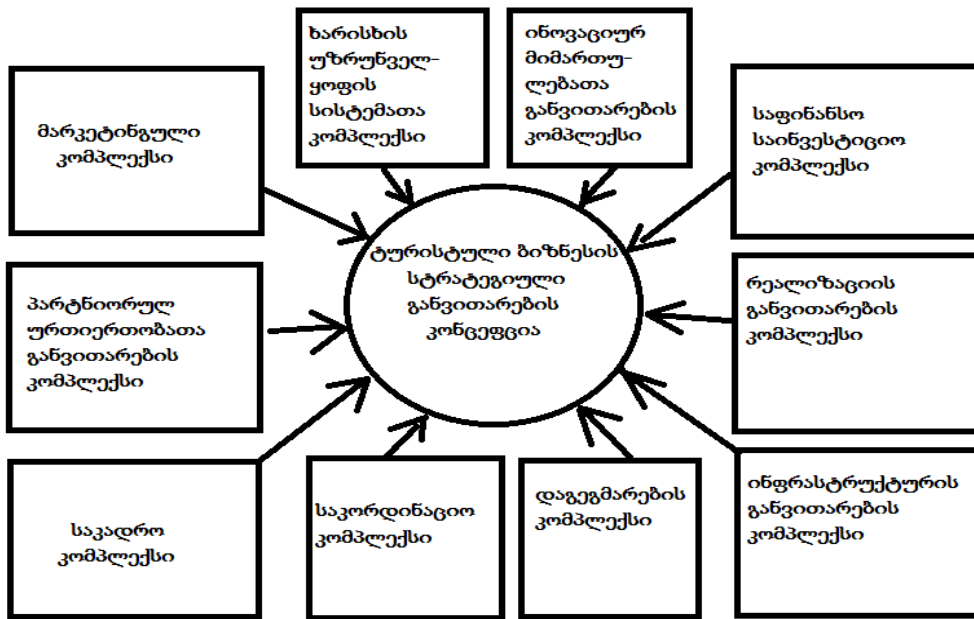 მარკეტინგული
კომპლექსი
ხარისხის
უზრუნველ-
ყოფის
სისტემათა
კომპლექსი
ინოვაციურ
მიმართუ-
ლებათა
განვითარების
კომპლექსი
საფინანსო
საინვესტიციო
კომპლექსი
ტურისტული ბიზნესის
სტრატეგიული
განვითარების
კონცეფცია
პარტნიორულ
ურთიერთობათა
განვითარების
კომპლექსი
რეალიზაციის
განვითარების
კომპლექსი
საკადრო
კომპლექსი
საკორდინაციო
კომპლექსი
დაგეგმარების
კომპლექსი
ინფრასტრუქტურის
განვითარების
კომპლექსი